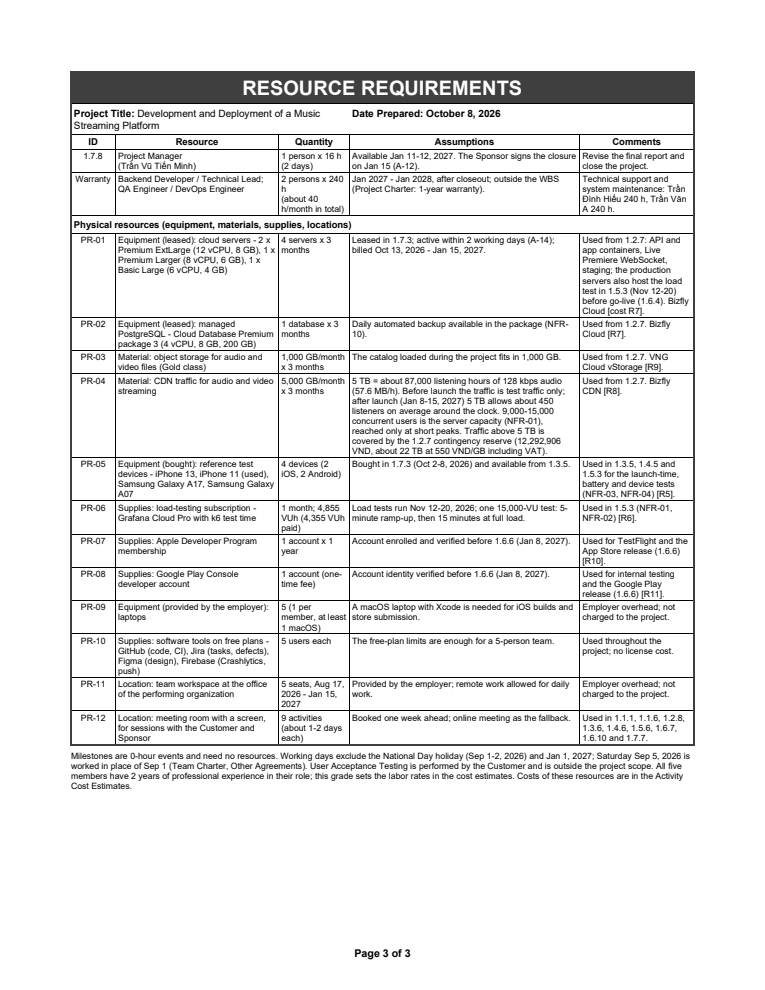 RESOURCE REQUIREMENTS
Project Title: Development and Deployment of a Music Streaming Platform
Date Prepared: October 8, 2026
ID Resource Quantity Assumptions Comments
1.7.8
Project Manager
(Trần Vũ Tiến Minh)
1 person x 16 h
(2 days)
Available Jan 11-12, 2027. The Sponsor signs the closure
on Jan 15 (A-12).
Revise the final report and
close the project.
Warranty
Backend Developer / Technical Lead;
QA Engineer / DevOps Engineer
2 persons x 240
h
(about 40
h/month in total)
Jan 2027 - Jan 2028, after closeout; outside the WBS
(Project Charter: 1-year warranty).
Technical support and
system maintenance: Trần
Đình Hiếu 240 h, Trần Văn
A 240 h.
Physical resources (equipment, materials, supplies, locations)
PR-01
Equipment (leased): cloud servers - 2 x
Premium ExtLarge (12 vCPU, 8 GB), 1 x
Premium Larger (8 vCPU, 6 GB), 1 x
Basic Large (6 vCPU, 4 GB)
4 servers x 3
months
Leased in 1.7.3; active within 2 working days (A-14);
billed Oct 13, 2026 - Jan 15, 2027.
Used from 1.2.7: API and
app containers, Live
Premiere WebSocket,
staging; the production
servers also host the load
test in 1.5.3 (Nov 12-20)
before go-live (1.6.4). Bizfly
Cloud [cost R7].
PR-02
Equipment (leased): managed
PostgreSQL - Cloud Database Premium
package 3 (4 vCPU, 8 GB, 200 GB)
1 database x 3
months
Daily automated backup available in the package (NFR-
10).
Used from 1.2.7. Bizfly
Cloud [R7].
PR-03
Material: object storage for audio and
video files (Gold class)
1,000 GB/month
x 3 months
The catalog loaded during the project fits in 1,000 GB.
Used from 1.2.7. VNG
Cloud vStorage [R9].
PR-04
Material: CDN traffic for audio and video
streaming
5,000 GB/month
x 3 months
5 TB = about 87,000 listening hours of 128 kbps audio
(57.6 MB/h). Before launch the traffic is test traffic only;
after launch (Jan 8-15, 2027) 5 TB allows about 450
listeners on average around the clock. 9,000-15,000
concurrent users is the server capacity (NFR-01),
reached only at short peaks. Traffic above 5 TB is
covered by the 1.2.7 contingency reserve (12,292,906
VND, about 22 TB at 550 VND/GB including VAT).
Used from 1.2.7. Bizfly
CDN [R8].
PR-05
Equipment (bought): reference test
devices - iPhone 13, iPhone 11 (used),
Samsung Galaxy A17, Samsung Galaxy
A07
4 devices (2
iOS, 2 Android)
Bought in 1.7.3 (Oct 2-8, 2026) and available from 1.3.5.
Used in 1.3.5, 1.4.5 and
1.5.3 for the launch-time,
battery and device tests
(NFR-03, NFR-04) [R5].
PR-06
Supplies: load-testing subscription -
Grafana Cloud Pro with k6 test time
1 month; 4,855
VUh (4,355 VUh
paid)
Load tests run Nov 12-20, 2026; one 15,000-VU test: 5-
minute ramp-up, then 15 minutes at full load.
Used in 1.5.3 (NFR-01,
NFR-02) [R6].
PR-07
Supplies: Apple Developer Program
membership
1 account x 1
year
Account enrolled and verified before 1.6.6 (Jan 8, 2027).
Used for TestFlight and the
App Store release (1.6.6)
[R10].
PR-08
Supplies: Google Play Console
developer account
1 account (one-
time fee)
Account identity verified before 1.6.6 (Jan 8, 2027).
Used for internal testing
and the Google Play
release (1.6.6) [R11].
PR-09
Equipment (provided by the employer):
laptops
5 (1 per
member, at least
1 macOS)
A macOS laptop with Xcode is needed for iOS builds and
store submission.
Employer overhead; not
charged to the project.
PR-10
Supplies: software tools on free plans -
GitHub (code, CI), Jira (tasks, defects),
Figma (design), Firebase (Crashlytics,
push)
5 users each
The free-plan limits are enough for a 5-person team.
Used throughout the
project; no license cost.
PR-11
Location: team workspace at the office
of the performing organization
5 seats, Aug 17,
2026 - Jan 15,
2027
Provided by the employer; remote work allowed for daily
work.
Employer overhead; not
charged to the project.
PR-12
Location: meeting room with a screen,
for sessions with the Customer and
Sponsor
9 activities
(about 1-2 days
each)
Booked one week ahead; online meeting as the fallback.
Used in 1.1.1, 1.1.6, 1.2.8,
1.3.6, 1.4.6, 1.5.6, 1.6.7,
1.6.10 and 1.7.7.
Milestones are 0-hour events and need no resources. Working days exclude the National Day holiday (Sep 1-2, 2026) and Jan 1, 2027; Saturday Sep 5, 2026 is
worked in place of Sep 1 (Team Charter, Other Agreements). User Acceptance Testing is performed by the Customer and is outside the project scope. All five
members have 2 years of professional experience in their role; this grade sets the labor rates in the cost estimates. Costs of these resources are in the Activity
Cost Estimates.
Page 3 of 3